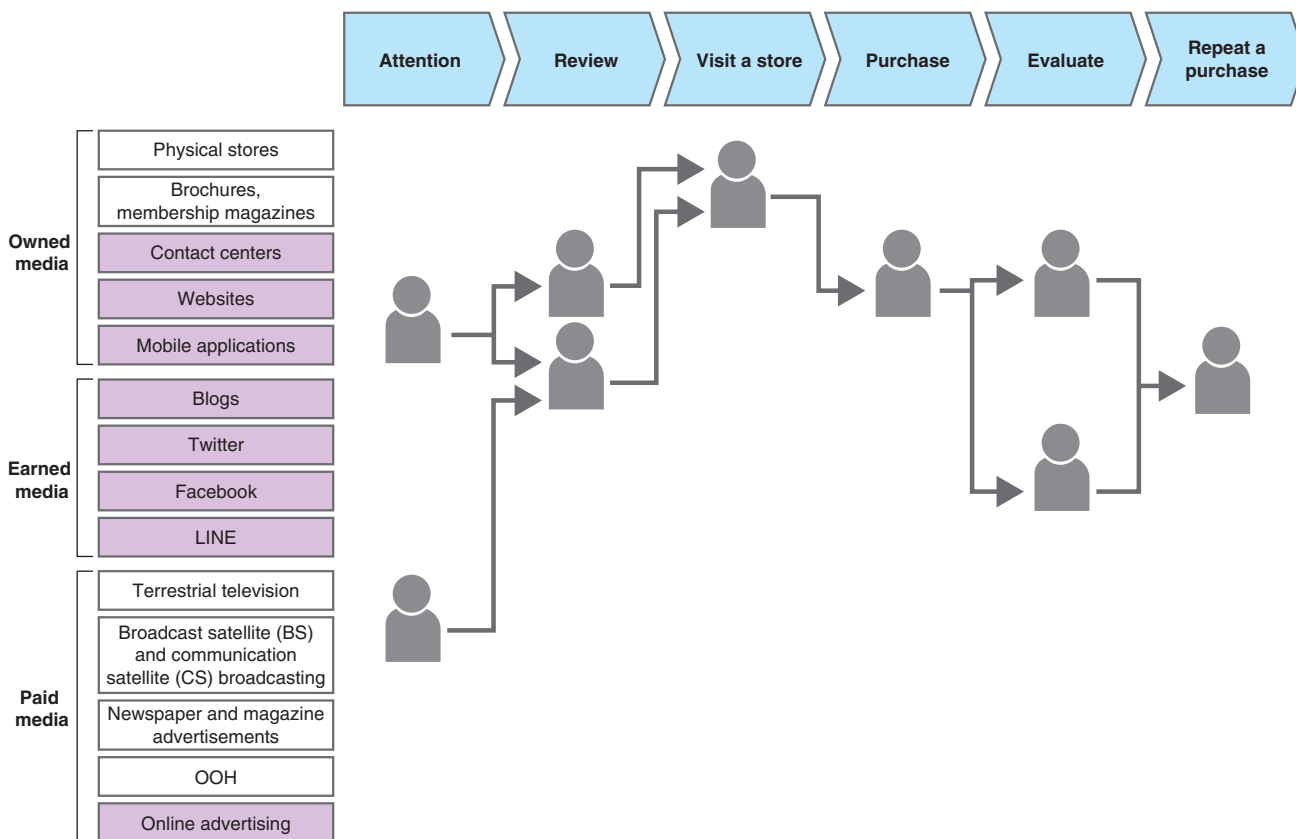 Attention
Review
Visit a store
Purchase
Evaluate
Repeat a
purchase
Owned
media
Physical stores
Brochures,
membership magazines
Contact centers
Websites
Mobile applications
Earned
media
Blogs
Twitter
Facebook
LINE
Paid
media
Terrestrial television
Broadcast satellite (BS)
and communication
satellite (CS) broadcasting
Newspaper and magazine
advertisements
OOH
Online advertising